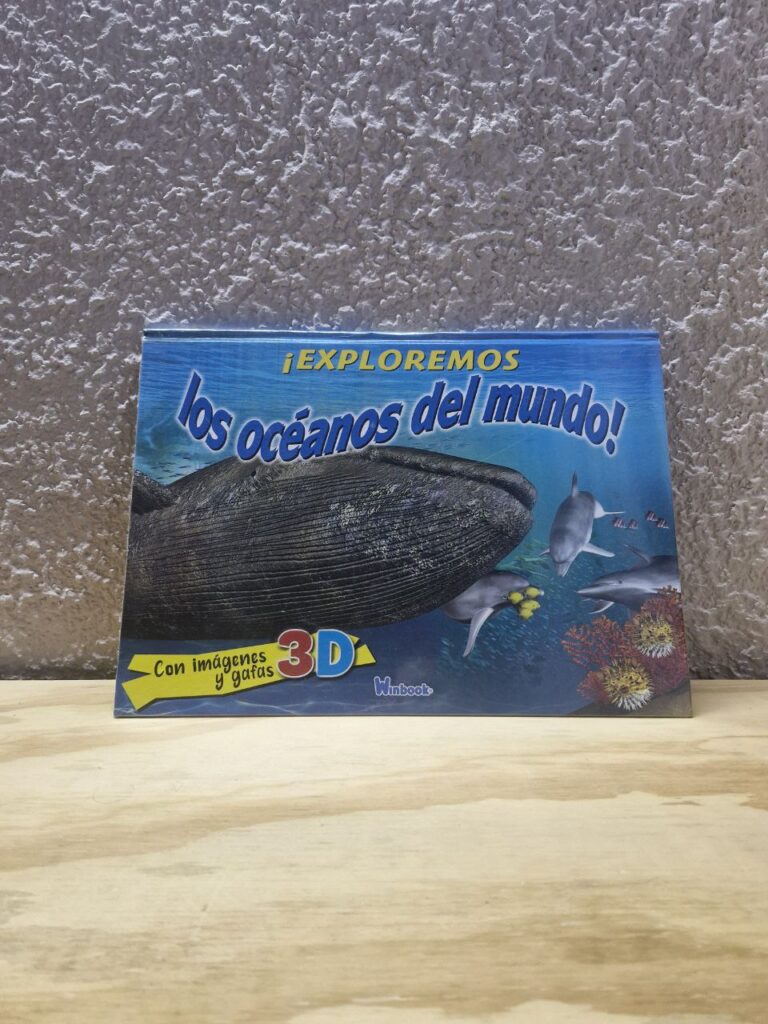 ¡EXPLOREMOS
los océanos del mundo!
Con imágenes
y gafas 3D
Winbook